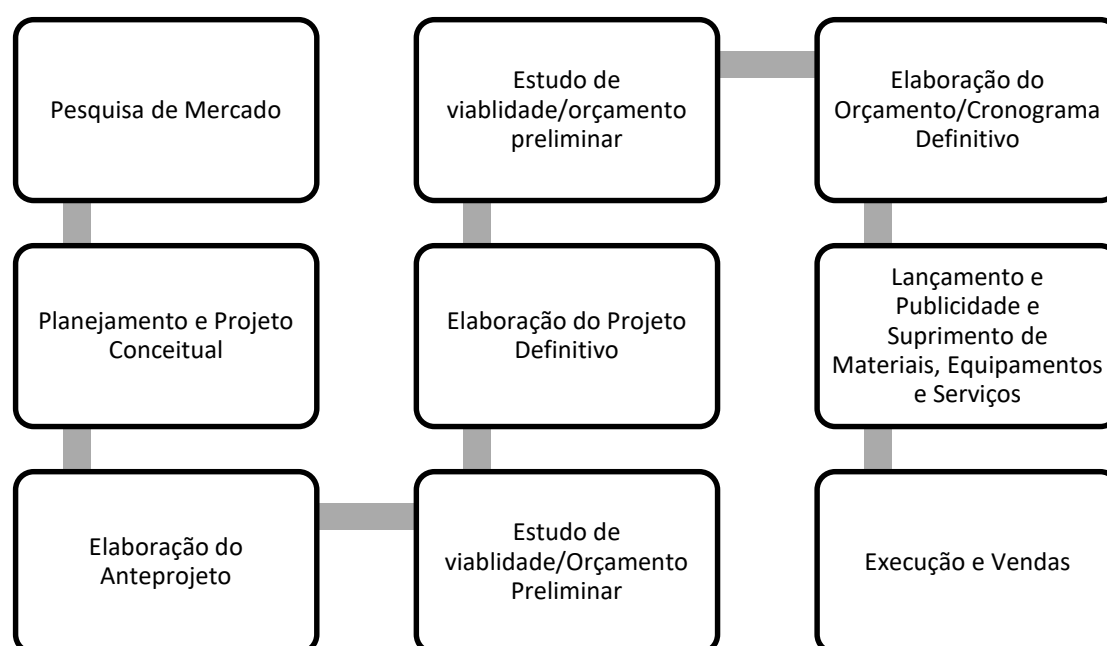 Pesquisa de Mercado
Planejamento e Projeto
Conceitual
Elaboração do
Anteprojeto
Estudo de
viablidade/Orçamento
Preliminar
Elaboração do Projeto
Definitivo
Estudo de
viablidade/orçamento
preliminar
Elaboração do
Orçamento/Cronograma
Definitivo
Lançamento e
Publicidade e
Suprimento de
Materiais, Equipamentos
e Serviços
Execução e Vendas